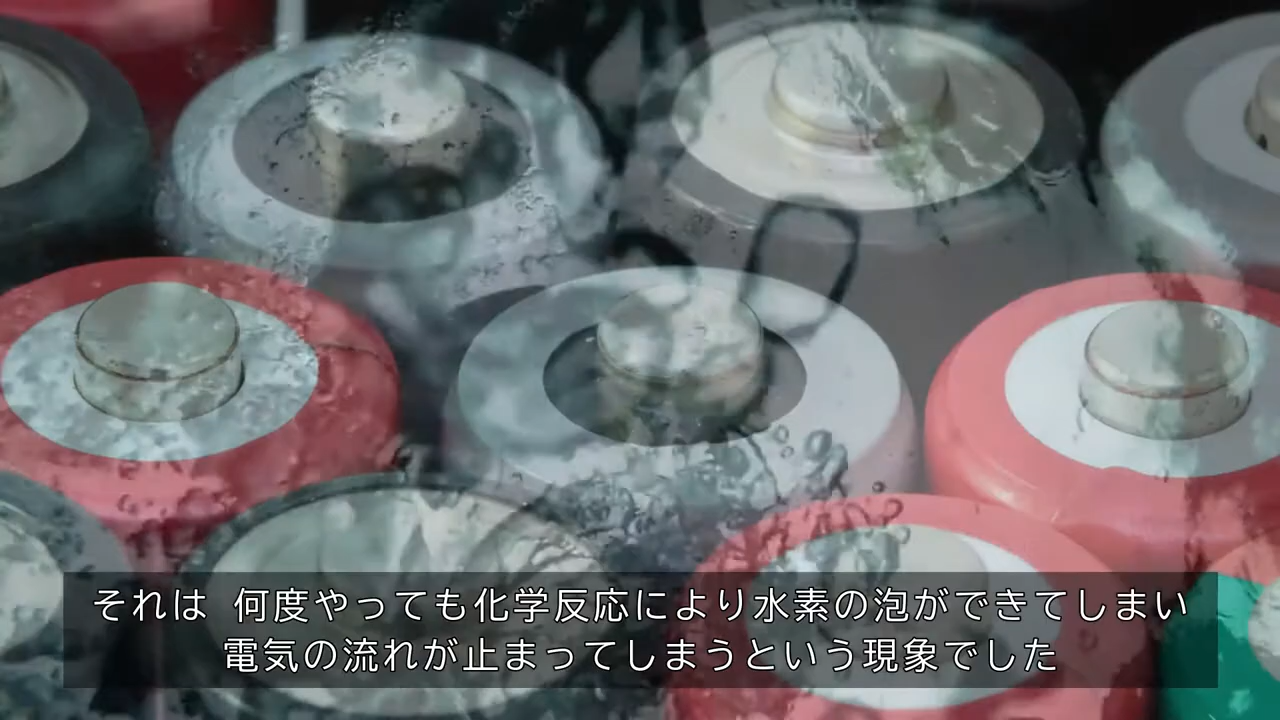 それは 何度やっても化学反応により水素の泡ができてしまい
電気の流れが止まってしまうという現象でした